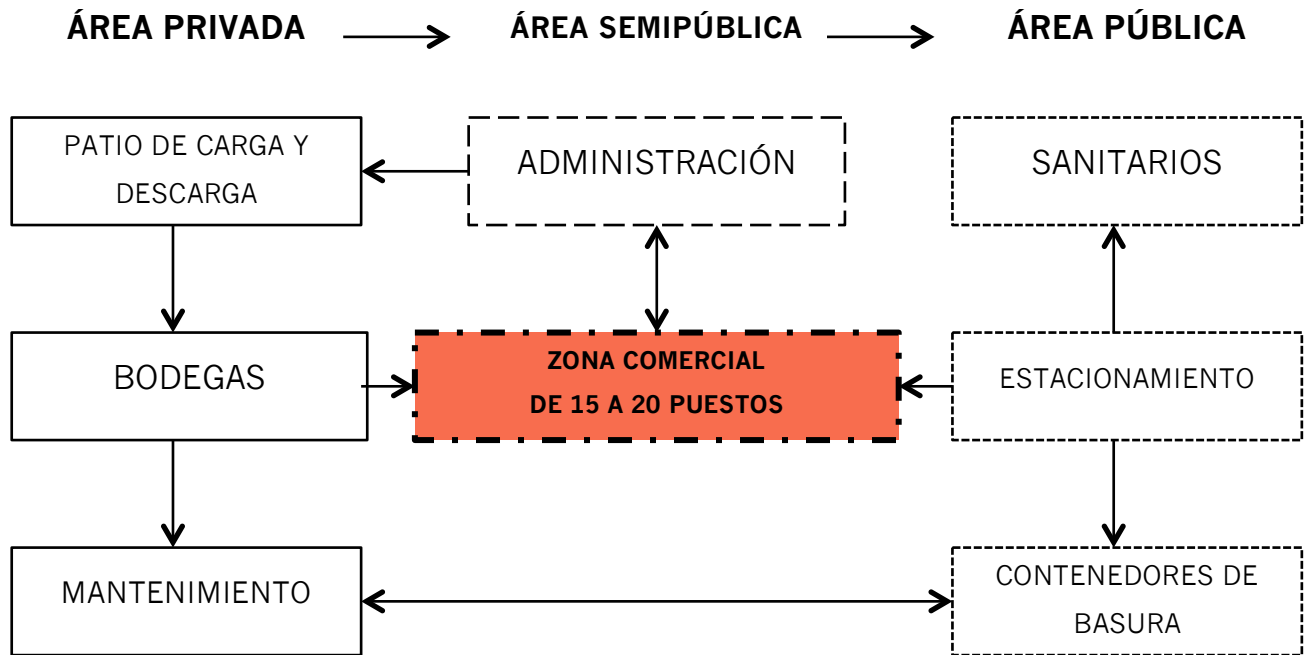 ÁREA PRIVADA
ÁREA SEMIPÚBLICA
ÁREA PÚBLICA
PATIO DE CARGA Y
DESCARGA
ADMINISTRACIÓN
SANITARIOS
BODEGAS
ZONA COMERCIAL
DE 15 A 20 PUESTOS
ESTACIONAMIENTO
MANTENIMIENTO
CONTENEDORES DE
BASURA